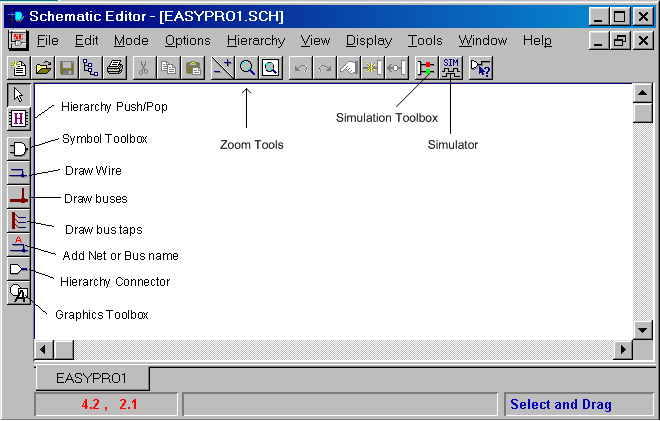 Schematic Editor - [EASYPRO1.SCH]
File Edit Mode Options Hierarchy View Display Tools Window Help
SC
SIM
H
Hierarchy Push/Pop
Simulation Toolbox
Symbol Toolbox
Zoom Tools
Simulator
Draw Wire
Draw buses
Draw bus taps
A
Add Net or Bus name
Hierarchy Connector
A
Graphics Toolbox
EASYPRO1
4.2 , 2.1
Select and Drag